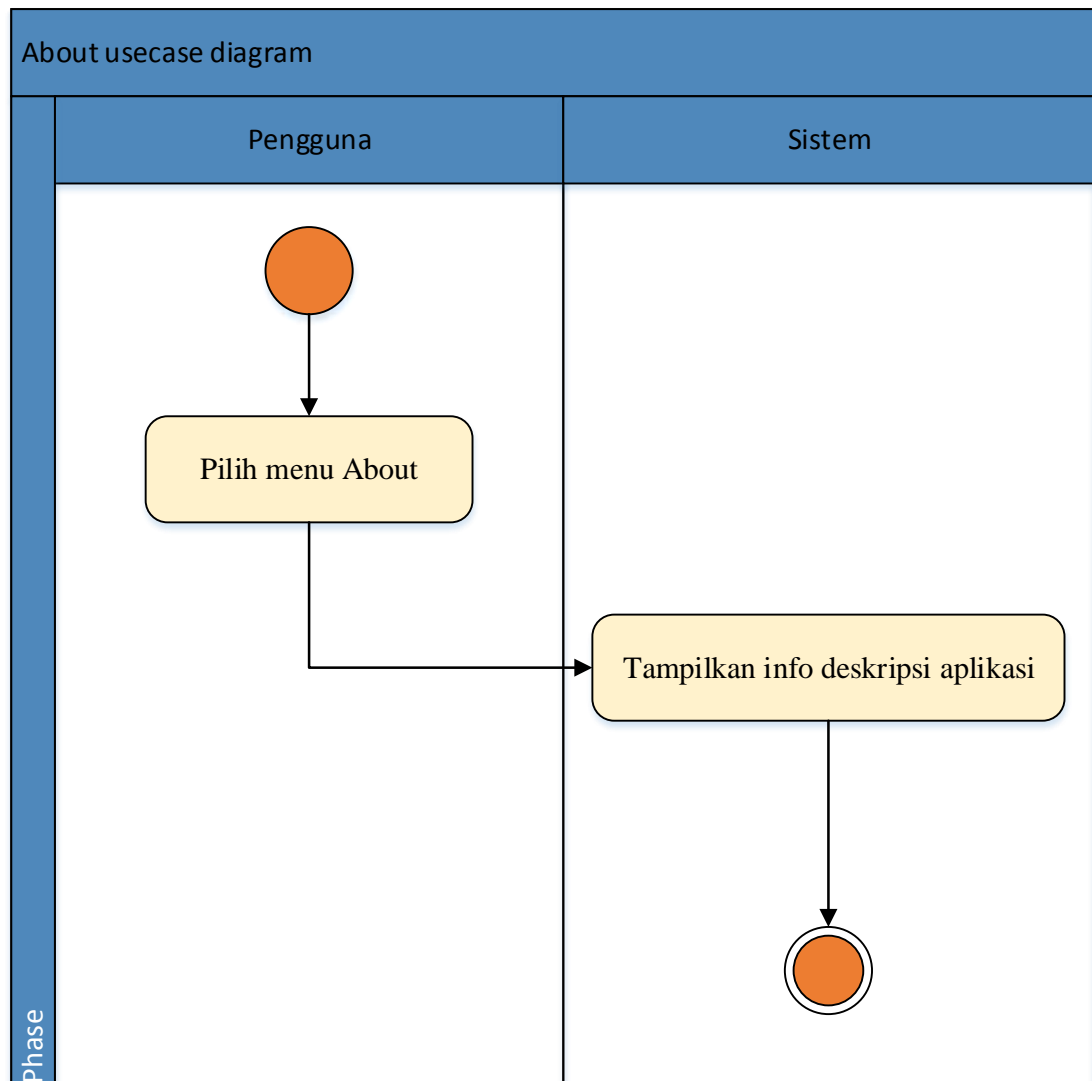 About usecase diagram
Pengguna
Sistem
Pilih menu About
Tampilkan info deskripsi aplikasi
Phase